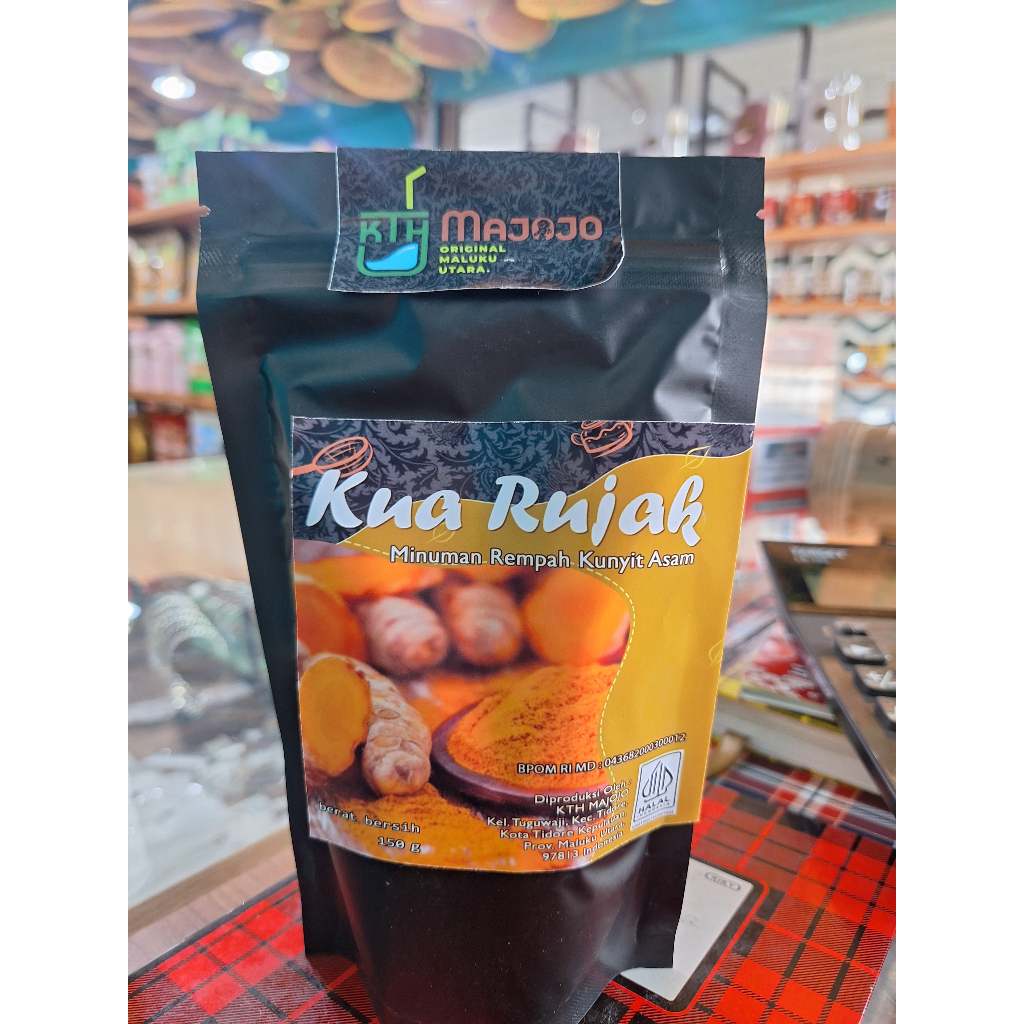 KTH MAJOJO
ORIGINAL
MALUKU
UTARA.
Kua Rujak
Minuman Rempah Kunyit Asam
BPOM RI MD : 043682000300012
Diproduksi Oleh :
KTH MAJOJO
Kel. Tuguwaji, Kec. Tidore,
Kota Tidore Kepulauan,
Prov. Maluku Utara,
97813 Indonesia
HALAL
berat bersih
150 g